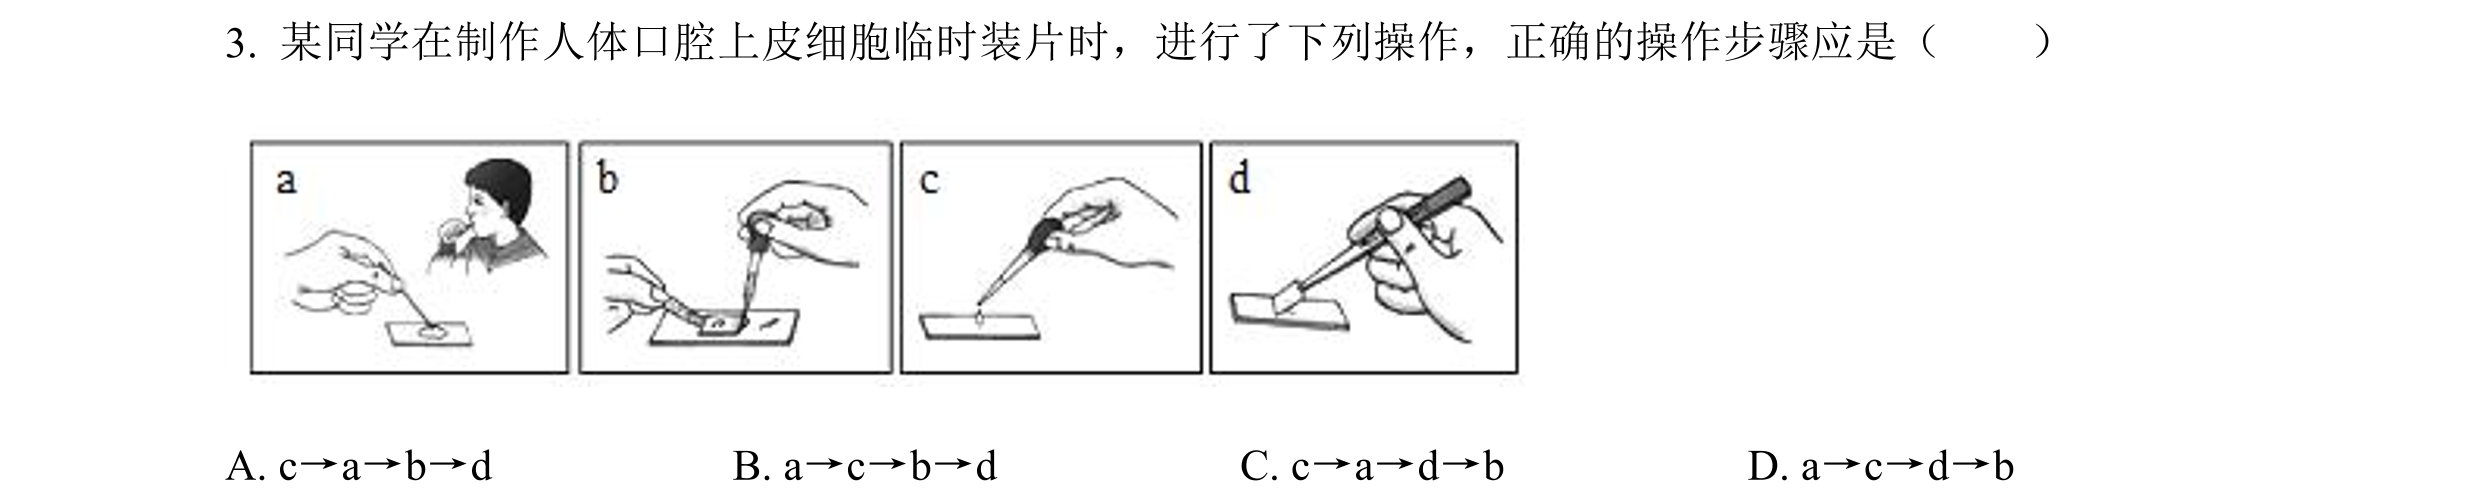 3. 某同学在制作人体口腔上皮细胞临时装片时，进行了下列操作，正确的操作步骤应是（　　）
a b c d
A. c→a→b→d B. a→c→b→d C. c→a→d→b D. a→c→d→b